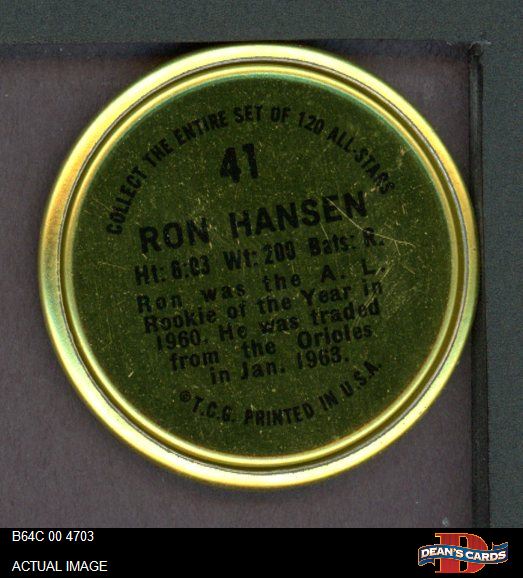 COLLECT THE ENTIRE SET OF 120 ALL-STARS
41
RON HANSEN
Ht: 6:03 Wt: 200 Bats: R.
Ron was the A. L.
Rookie of the Year in
1960. He was traded
from the Orioles
in Jan. 1963.
©T.C.G. PRINTED IN U.S.A.
B64C 00 4703
ACTUAL IMAGE
D
DEAN'S CARDS